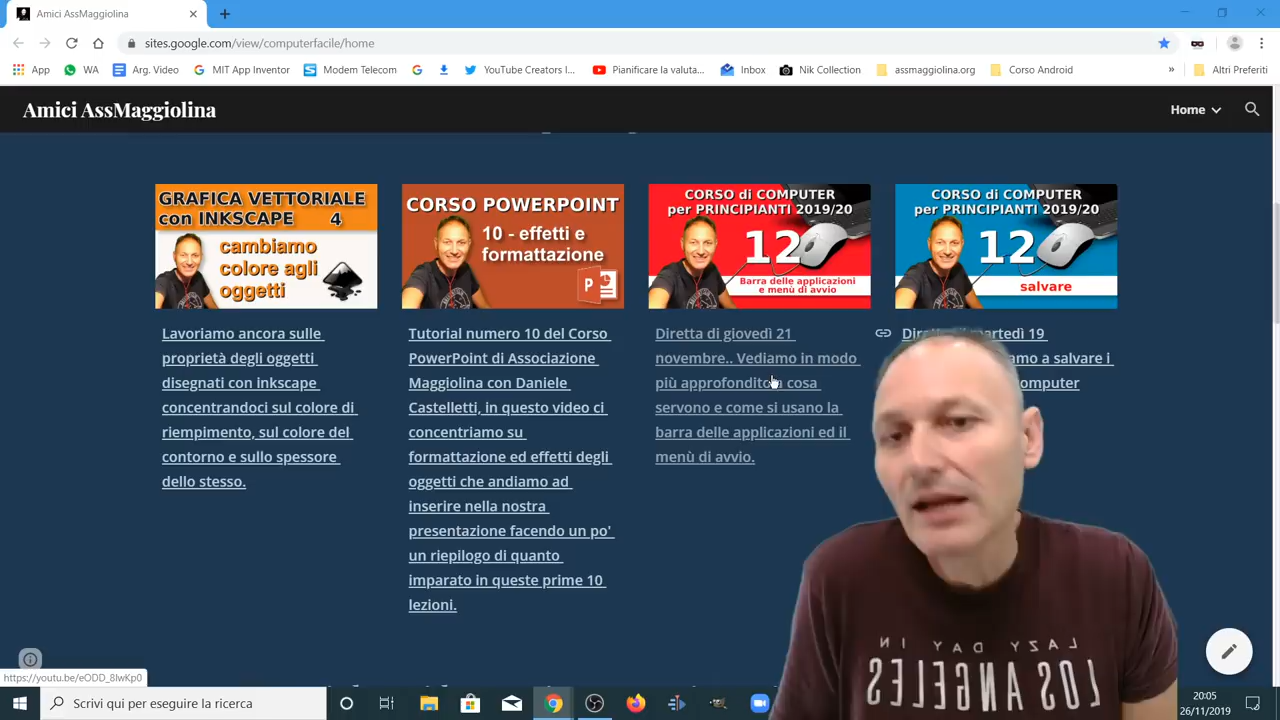 Amici AssMaggiolina
sites.google.com/view/computerfacile/home
App
WA
Arg. Video
MIT App Inventor
Modem Telecom
YouTube Creators I...
Pianificare la valuta...
Inbox
Nik Collection
assmaggiolina.org
Corso Android
»
Altri Preferiti
Amici AssMaggiolina
Home
GRAFICA VETTORIALE
con INKSCAPE 4
cambiamo
colore agli
oggetti
Lavoriamo ancora sulle
proprietà degli oggetti
disegnati con inkscape
concentrandoci sul colore di
riempimento, sul colore del
contorno e sullo spessore
dello stesso.
CORSO POWERPOINT
10 - effetti e
formattazione
P
Tutorial numero 10 del Corso
PowerPoint di Associazione
Maggiolina con Daniele
Castelletti, in questo video ci
concentriamo su
formattazione ed effetti degli
oggetti che andiamo ad
inserire nella nostra
presentazione facendo un po'
un riepilogo di quanto
imparato in queste prime 10
lezioni.
CORSO di COMPUTER
per PRINCIPIANTI 2019/20
12
Barra delle applicazioni
e menù di avvio
Diretta di giovedì 21
novembre.. Vediamo in modo
più approfondito a cosa
servono e come si usano la
barra delle applicazioni ed il
menù di avvio.
CORSO di COMPUTER
per PRINCIPIANTI 2019/20
12
salvare
martedì 19
a salvare i
computer
LAZY DAY IN
LOS ANGELES
https://youtu.be/eODD_8IwKp0
Scrivi qui per eseguire la ricerca
20:05
26/11/2019